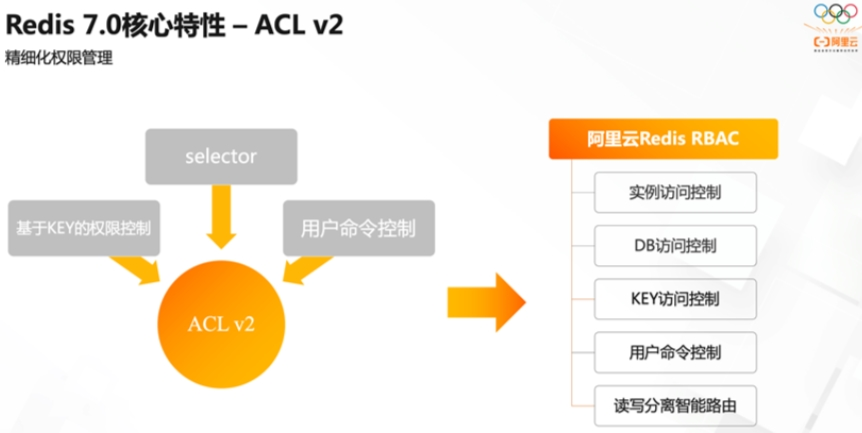 Redis 7.0核心特性 – ACL v2
精细化权限管理
阿里云
selector
基于KEY的权限控制
用户命令控制
ACL v2
阿里云Redis RBAC
实例访问控制
DB访问控制
KEY访问控制
用户命令控制
读写分离智能路由